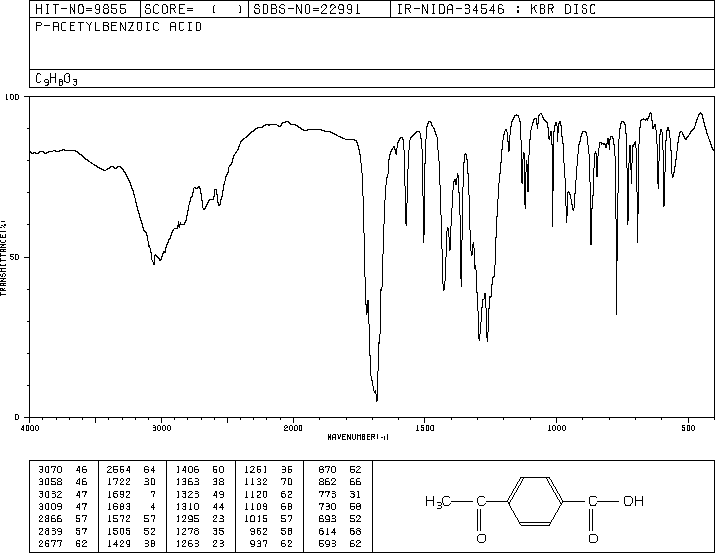 HIT-NO=9855 SCORE= ( ) SDBS-NO=22991 IR-NIDA-34546 : KBR DISC
P-ACETYLBENZOIC ACID
C9H8O3
100
50
0
TRANSMITTANCE(%)
4000 3000 2000 1500 1000 500
WAVENUMBER(-1)
3070 46 2554 64 1406 50 1251 36 870 52
3058 46 1722 30 1363 38 1132 70 862 66
3032 47 1692 7 1323 49 1120 62 773 31
3009 47 1683 4 1310 44 1109 68 730 58
2866 57 1572 57 1295 23 1015 57 693 52
2839 57 1505 52 1278 35 962 58 614 68
2677 62 1429 38 1263 23 937 62 593 62
H3C C C OH
O O